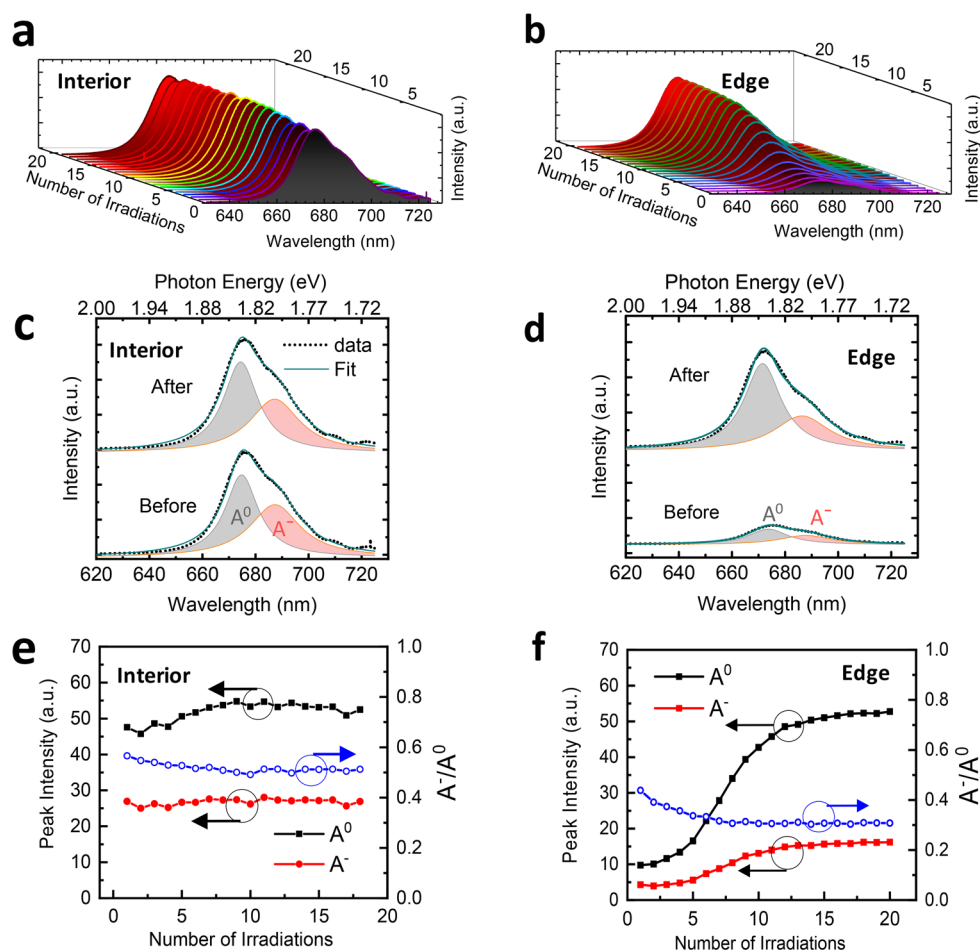 a
Interior
20
15
10
5
Intensity (a.u.)
20
15
10
5
0
Number of Irradiations
640
660
680
700
720
Wavelength (nm)
b
Edge
20
15
10
5
Intensity (a.u.)
20
15
10
5
0
Number of Irradiations
640
660
680
700
720
Wavelength (nm)
c
Photon Energy (eV)
2.00 1.94 1.88 1.82 1.77 1.72
Interior
data
Fit
After
Before
A⁰
A⁻
Intensity (a.u.)
620 640 660 680 700 720
Wavelength (nm)
d
Photon Energy (eV)
2.00 1.94 1.88 1.82 1.77 1.72
Edge
After
Before
A⁰
A⁻
Intensity (a.u.)
620 640 660 680 700 720
Wavelength (nm)
e
Interior
70
60
50
40
30
20
10
0
Peak Intensity (a.u.)
1.0
0.8
0.6
0.4
0.2
0.0
A⁻/A⁰
A⁰
A⁻
0 5 10 15 20
Number of Irradiations
f
Edge
A⁰
A⁻
70
60
50
40
30
20
10
0
Peak Intensity (a.u.)
1.0
0.8
0.6
0.4
0.2
0.0
A⁻/A⁰
0 5 10 15 20
Number of Irradiations